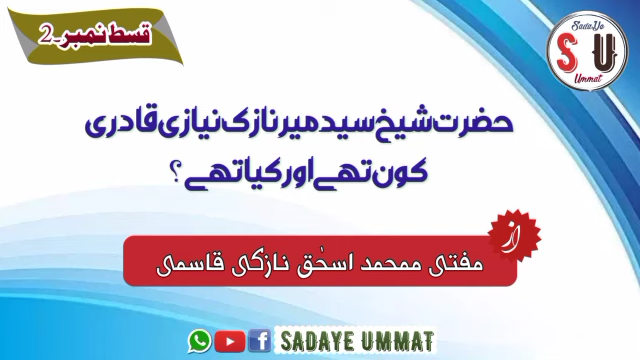 قسط نمبر۔2
SadaYe
S U
Ummat
حضرت شیخ سید میر نازک نیازی قادری
کون تھے اور کیا تھے ؟
از
مفتی ممحمد اسحٰق نازکی قاسمی
SADAYE UMMAT